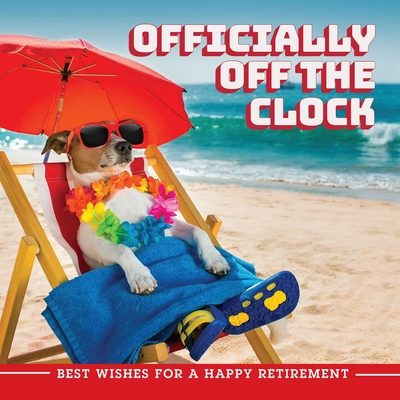 OFFICIALLY
OFF THE
CLOCK
BEST WISHES FOR A HAPPY RETIREMENT